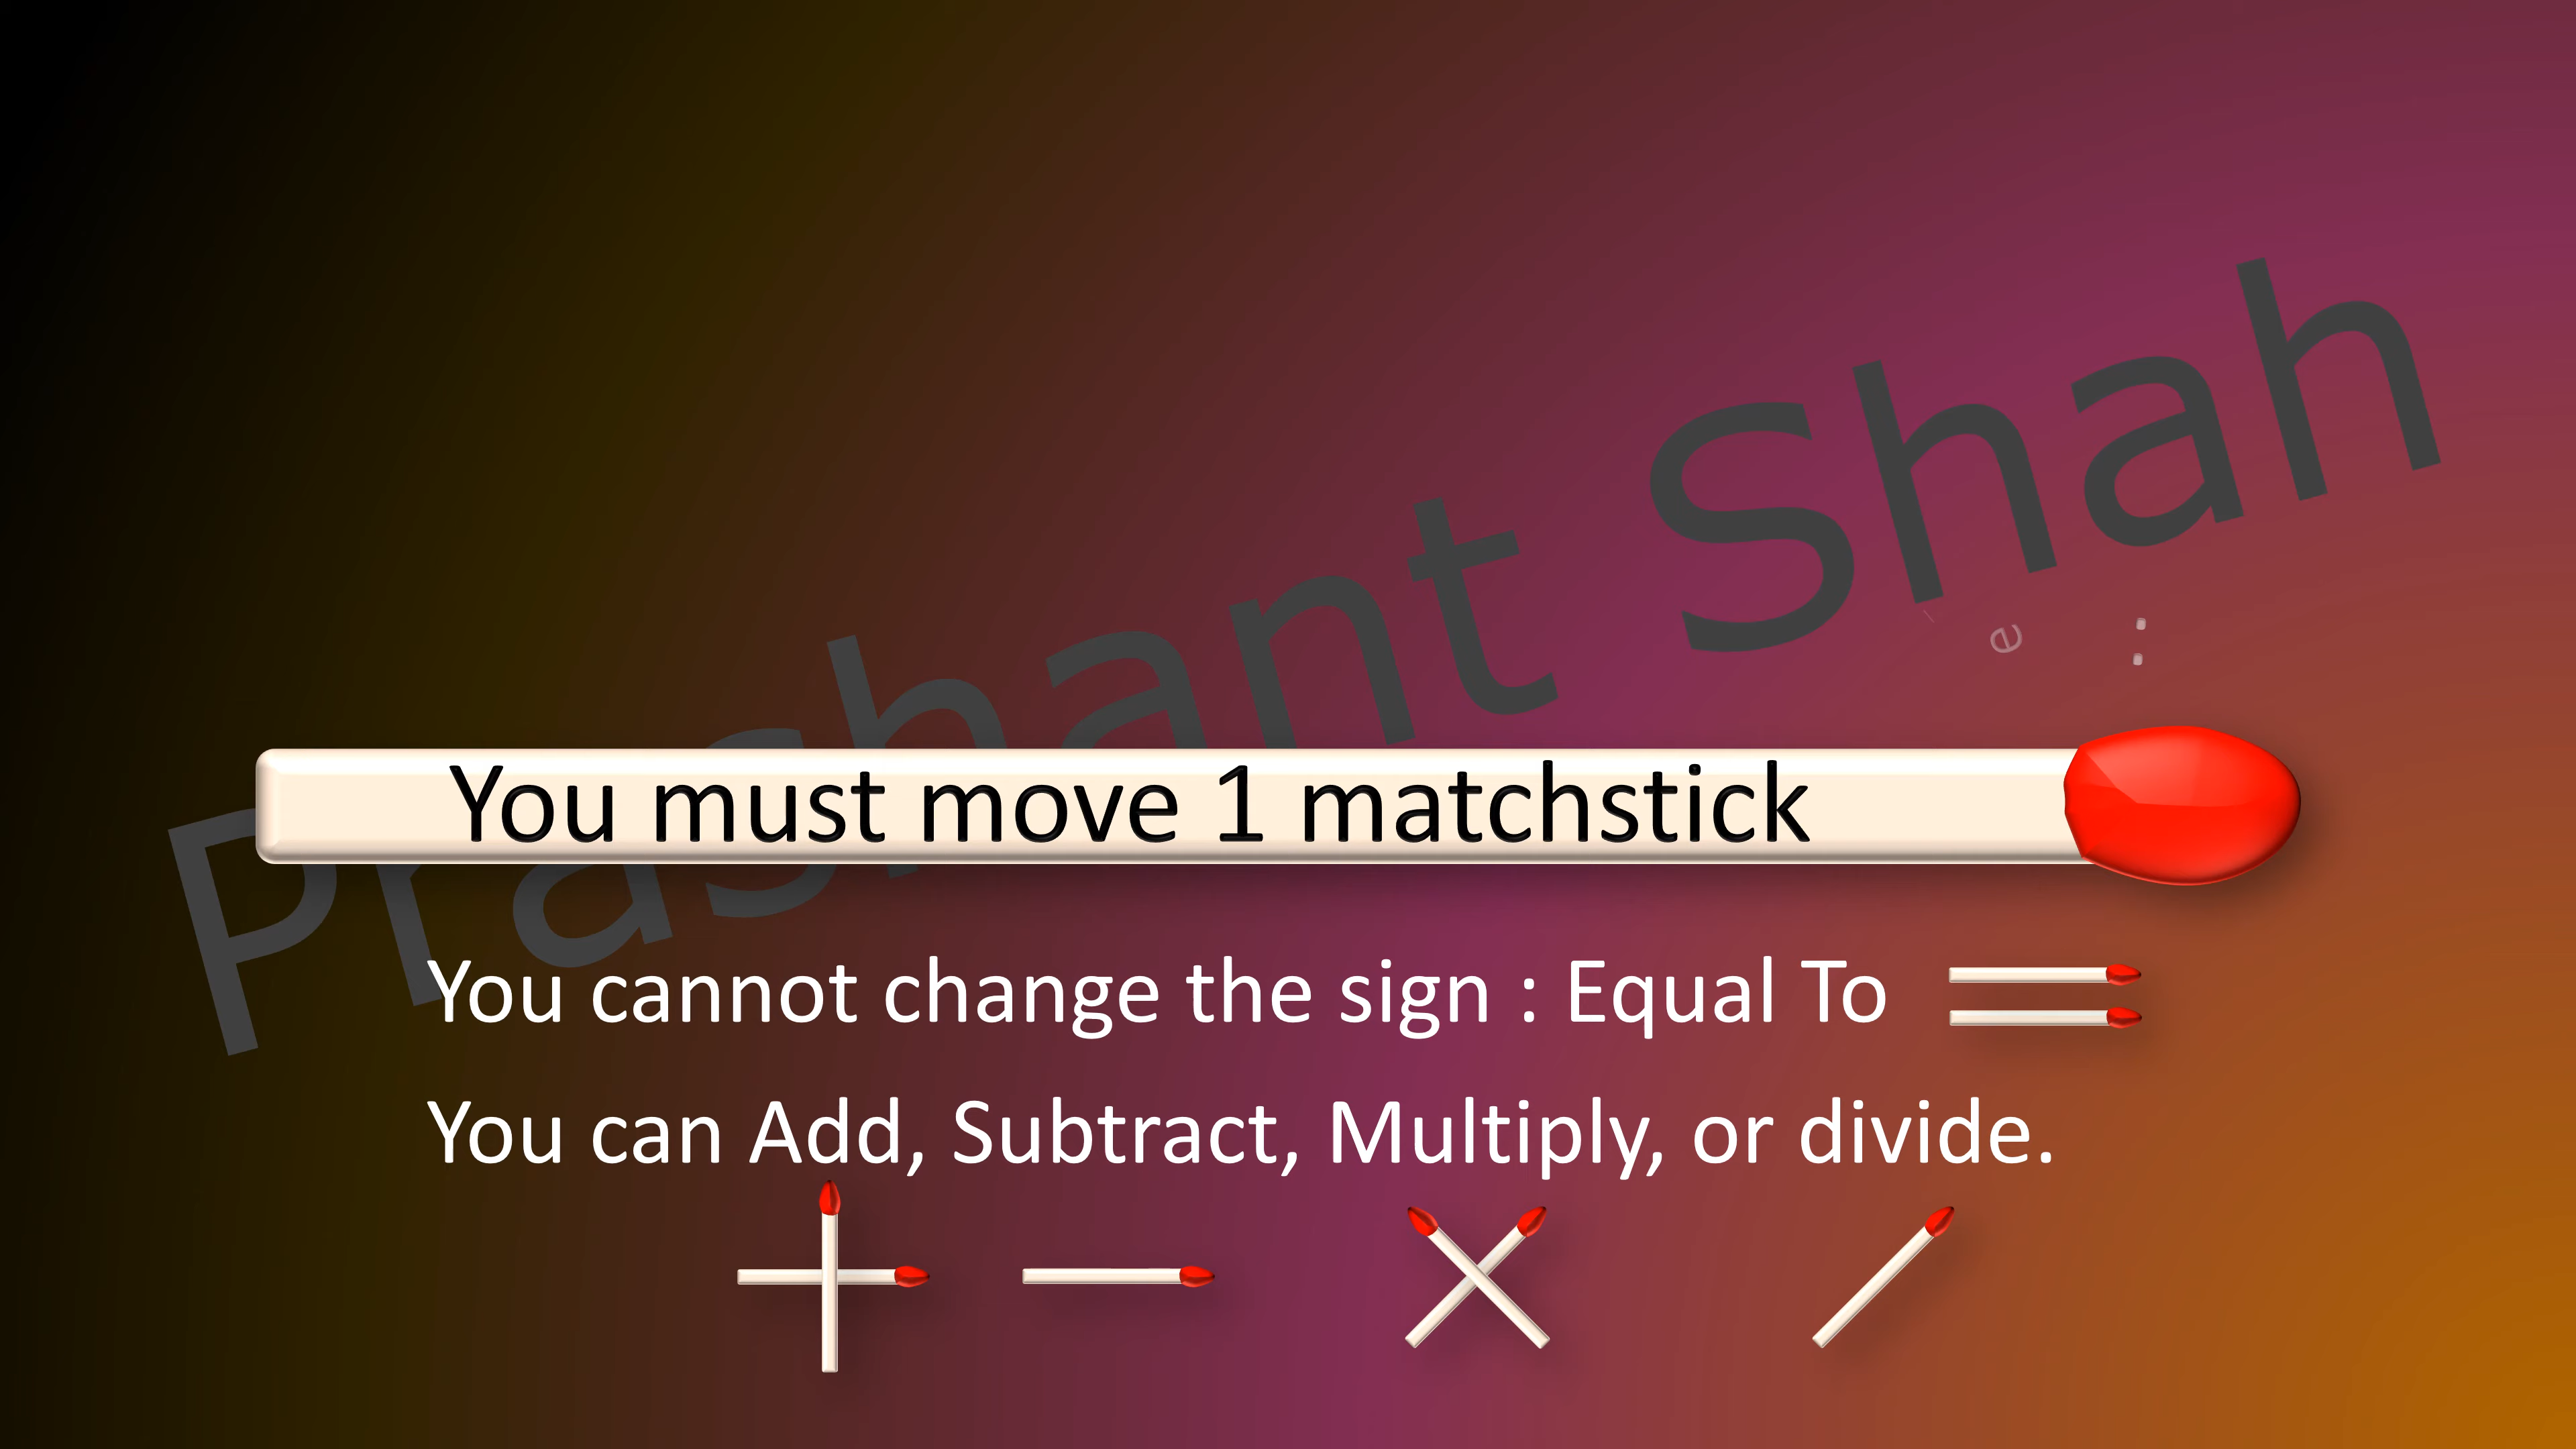 Prashant Shah
e :
You must move 1 matchstick
You cannot change the sign : Equal To =
You can Add, Subtract, Multiply, or divide.
+ - × /